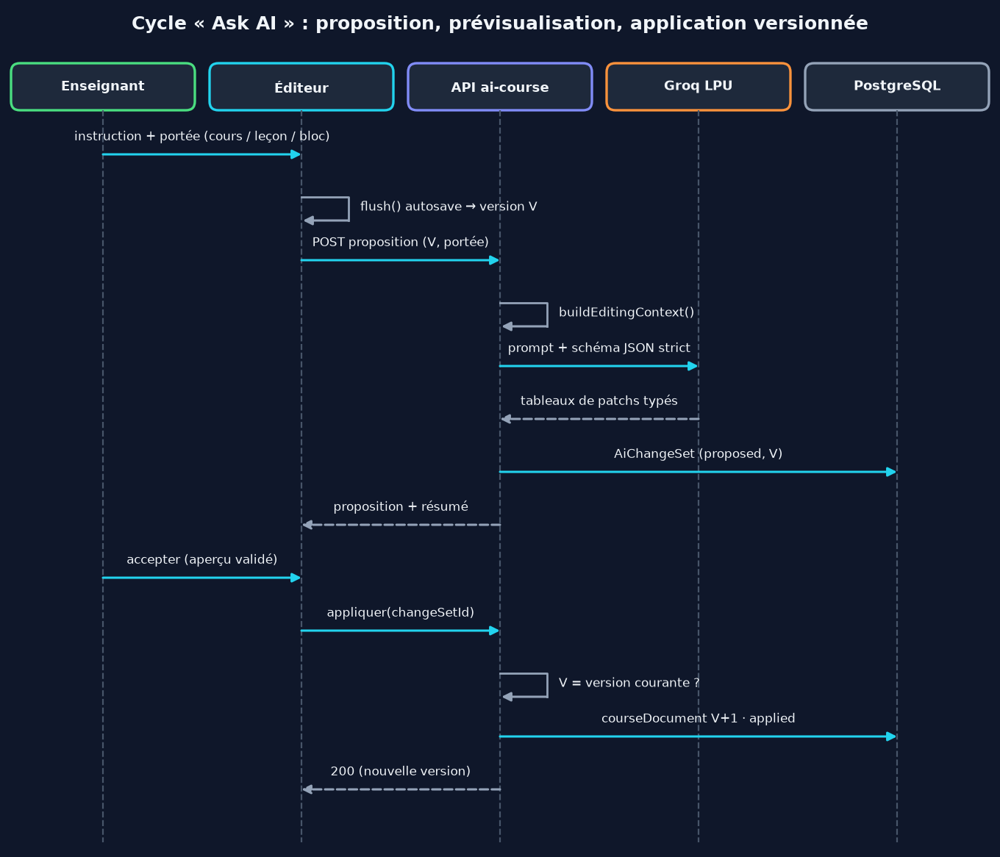 Cycle « Ask AI » : proposition, prévisualisation, application versionnée
Enseignant
Éditeur
API ai-course
Groq LPU
PostgreSQL
instruction + portée (cours / leçon / bloc)
flush() autosave → version V
POST proposition (V, portée)
buildEditingContext()
prompt + schéma JSON strict
tableaux de patchs typés
AiChangeSet (proposed, V)
proposition + résumé
accepter (aperçu validé)
appliquer(changeSetId)
V = version courante ?
courseDocument V+1 · applied
200 (nouvelle version)